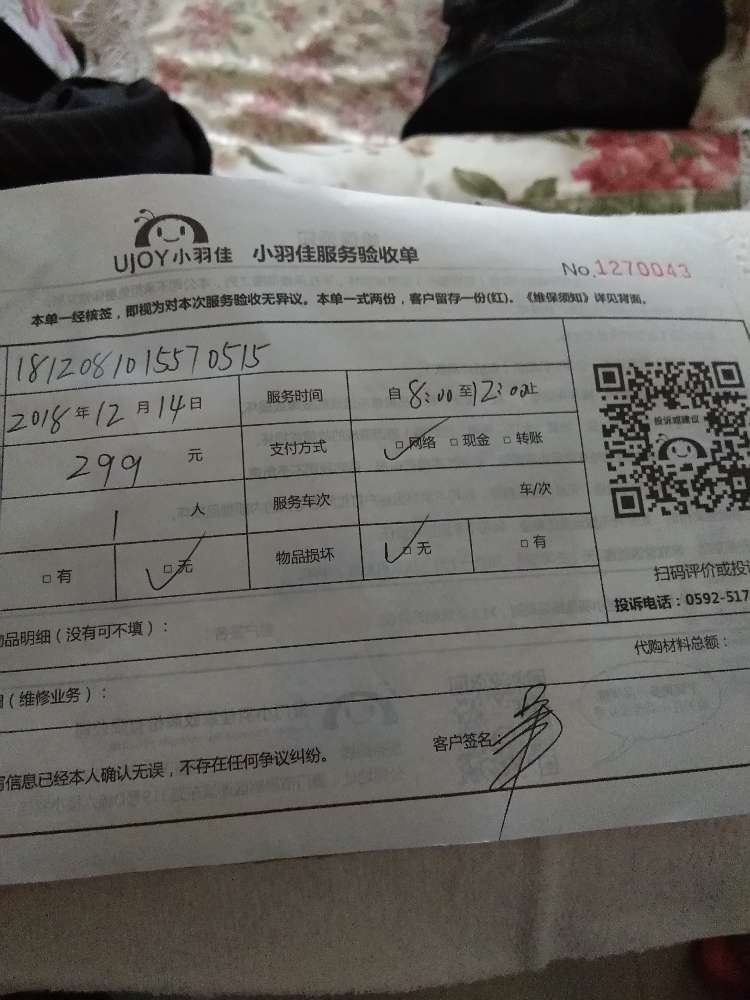 UJOY小羽佳 小羽佳服务验收单
No.1270043
本单一经核签，即视为对本次服务验收无异议。本单一式两份，客户留存一份(红)。《维保须知》详见背面。
1812081015570515
2018年12月14日 服务时间 自8:00至12:00止
299元 支付方式 □网络 □现金 □转账
1人 服务车次 车/次
□有 □无 物品损坏 □无 □有
投诉或建议
扫码评价或投
投诉电话：0592-517
品明细（没有可不填）：
代购材料总额：
（维修业务）：
信息已经本人确认无误，不存在任何争议纠纷。
客户签名：